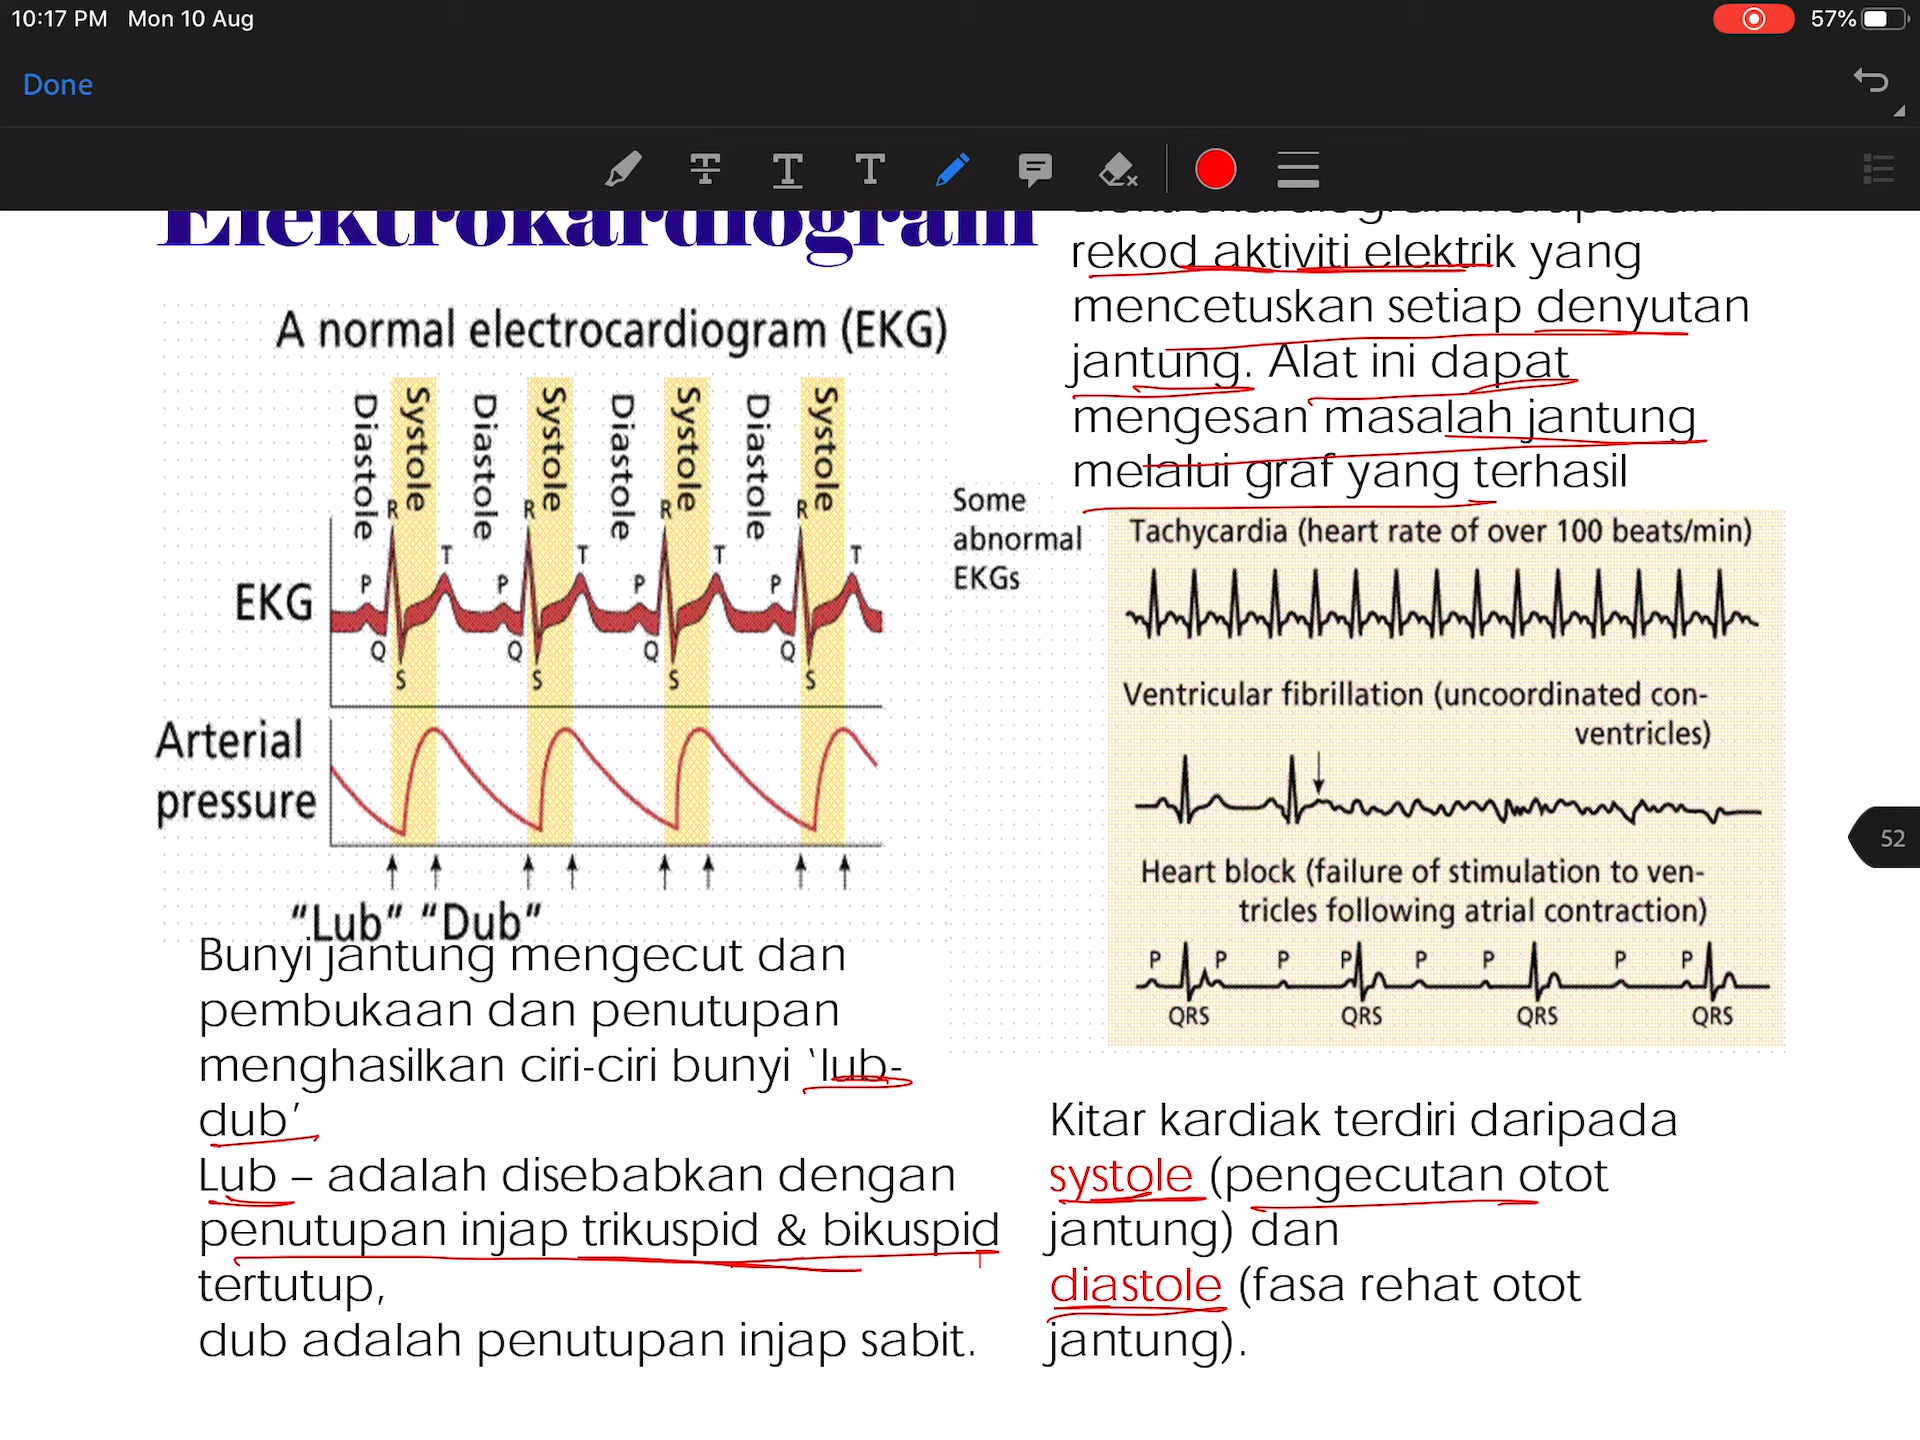 10:17 PM Mon 10 Aug
57%
Done
Elektrokardiogram
rekod aktiviti elektrik yang
mencetuskan setiap denyutan
jantung. Alat ini dapat
mengesan masalah jantung
melalui graf yang terhasil
A normal electrocardiogram (EKG)
Diastole Systole Diastole Systole Diastole Systole Diastole Systole
R R R R
T T T T
P P P P
EKG
Q Q Q Q
S S S S
Arterial
pressure
"Lub" "Dub"
Some
abnormal
EKGs
Tachycardia (heart rate of over 100 beats/min)
Ventricular fibrillation (uncoordinated con-
ventricles)
Heart block (failure of stimulation to ven-
tricles following atrial contraction)
P P P P P P P P
QRS QRS QRS QRS
52
Bunyi jantung mengecut dan
pembukaan dan penutupan
menghasilkan ciri-ciri bunyi 'lub-
dub'
Lub – adalah disebabkan dengan
penutupan injap trikuspid & bikuspid
tertutup,
dub adalah penutupan injap sabit.
Kitar kardiak terdiri daripada
systole (pengecutan otot
jantung) dan
diastole (fasa rehat otot
jantung).